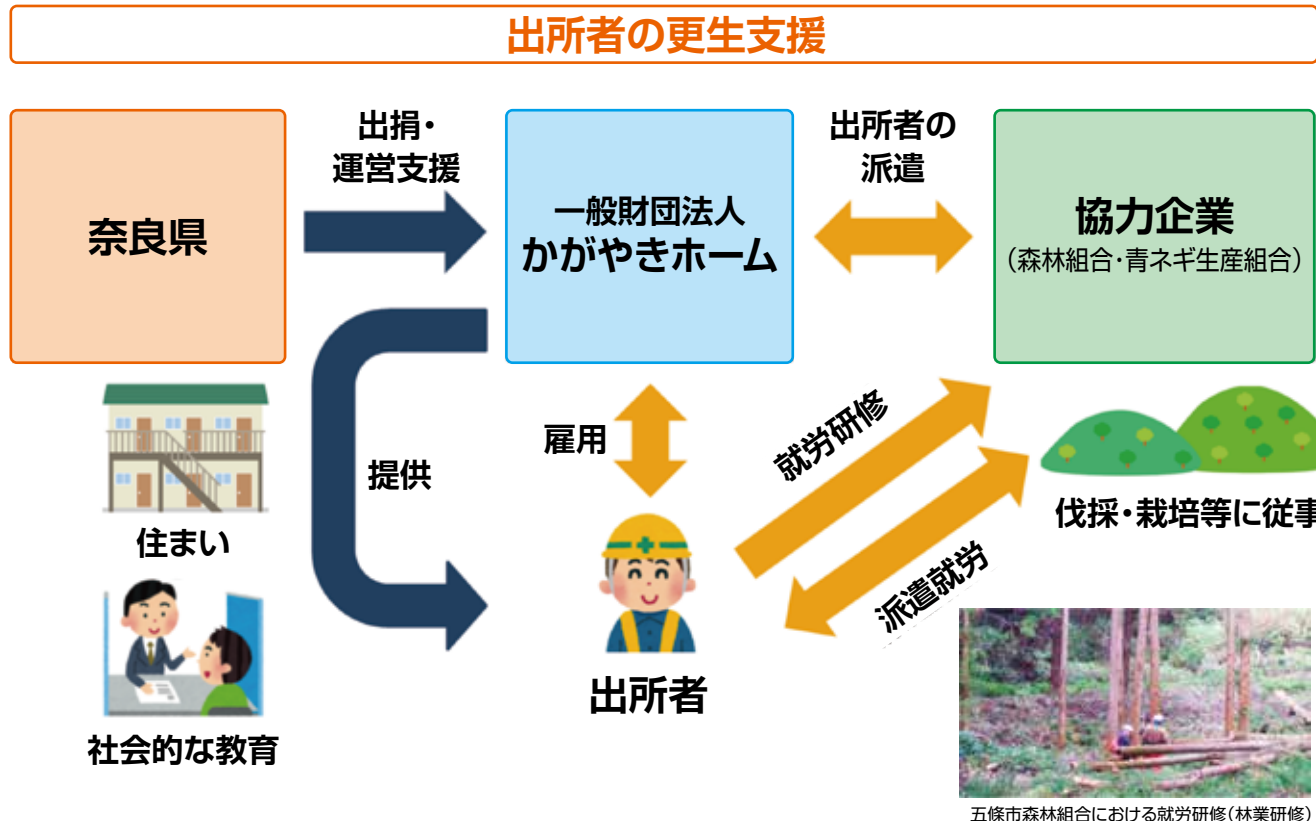 出所者の更生支援
奈良県
出捐・
運営支援
一般財団法人
かがやきホーム
出所者の
派遣
協力企業
(森林組合・青ネギ生産組合)
住まい
社会的な教育
提供
雇用
出所者
就労研修
派遣就労
伐採・栽培等に従事
五條市森林組合における就労研修(林業研修)